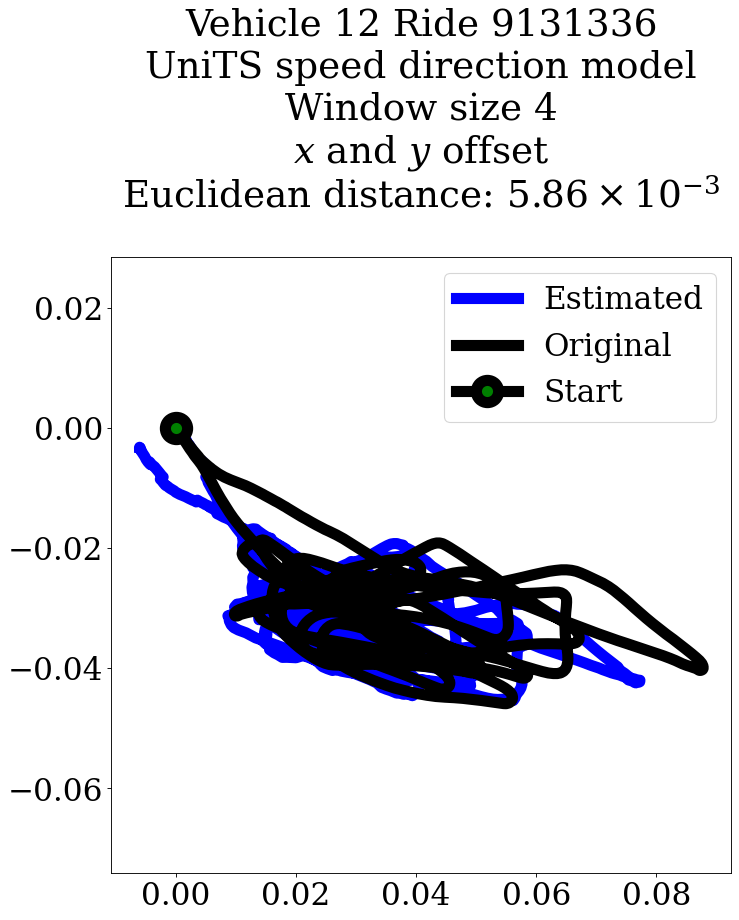 Vehicle 12 Ride 9131336
UniTS speed direction model
Window size 4
x and y offset
Euclidean distance: 5.86 × 10⁻³
Estimated
Original
Start
0.02
0.00
−0.02
−0.04
−0.06
0.00 0.02 0.04 0.06 0.08